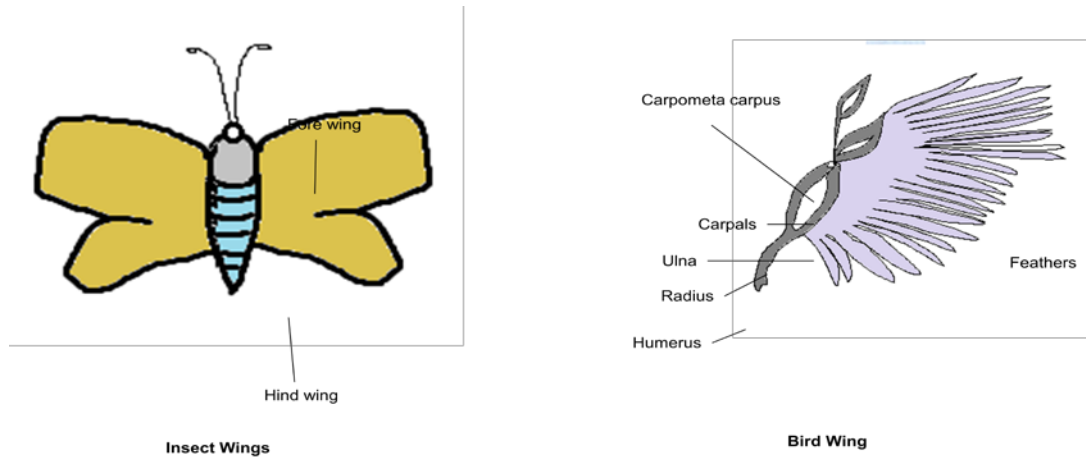 Fore wing
Hind wing
Insect Wings
Carpometa carpus
Carpals
Ulna
Radius
Humerus
Feathers
Bird Wing